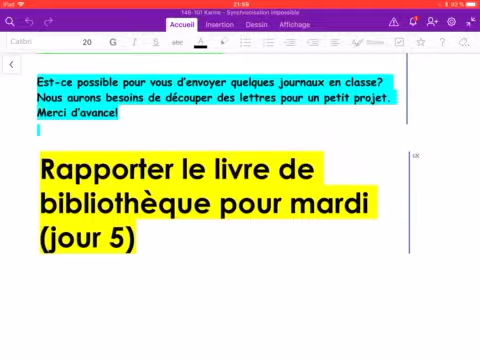 iPad 21:59 92 %
14B-101 Karine - Synchronisation impossible
Accueil Insertion Dessin Affichage
Calibri 20 G I S abc A Styles
Est-ce possible pour vous d'envoyer quelques journaux en classe?
Nous aurons besoins de découper des lettres pour un petit projet.
Merci d'avance!
Rapporter le livre de
bibliothèque pour mardi
(jour 5)